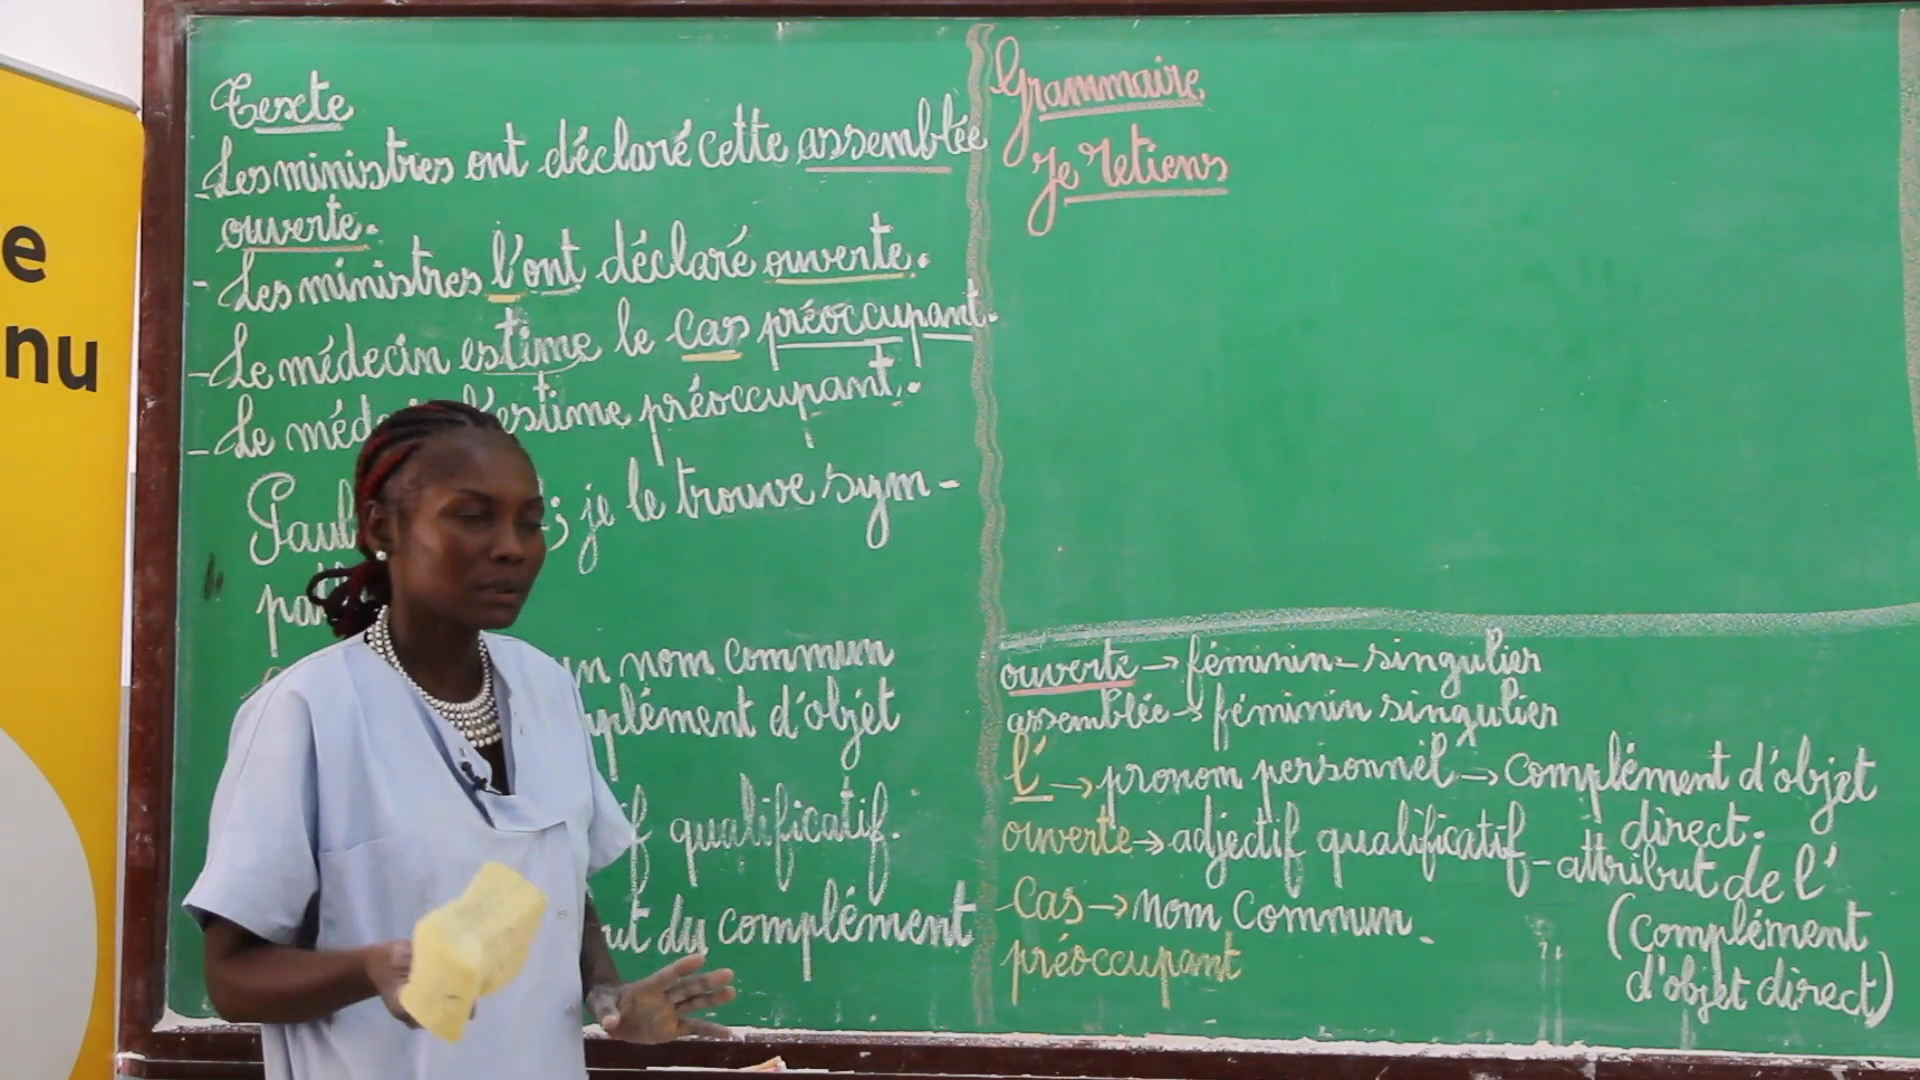 e
nu
Texte
- Les ministres ont déclaré cette assemblée
ouverte.
- Les ministres l'ont déclaré ouverte.
- Le médecin estime le cas préoccupant.
- Le l'estime préoccupant.
Paul ; je le trouve sym-
nom commun
d'objet
qualificatif.
du complément
Grammaire
Je retiens
ouverte → féminin - singulier
assemblée → féminin singulier
l' → pronom personnel → Complément d'objet
direct.
ouverte → adjectif qualificatif - attribut de l'
(Complément
d'objet direct)
Cas → nom Commun.
préoccupant